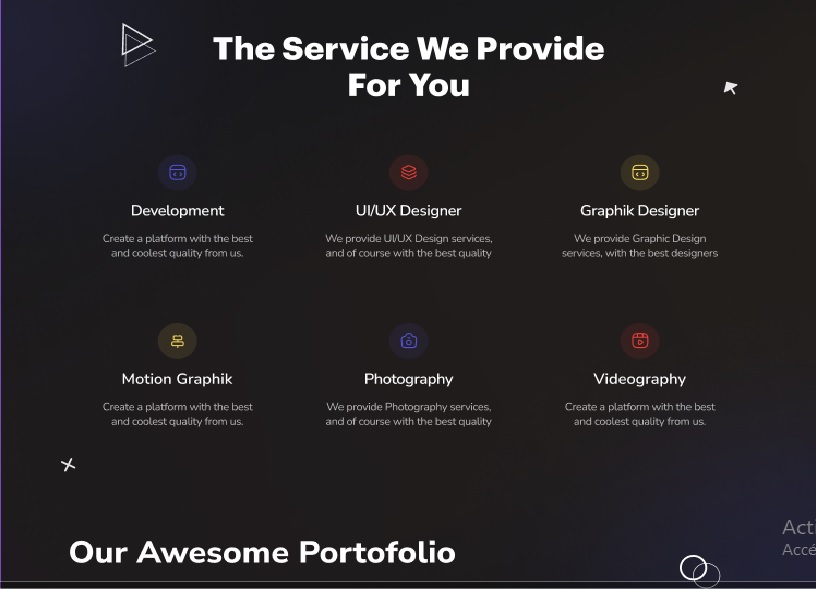 The Service We Provide
For You
Development
UI/UX Designer
Graphik Designer
Create a platform with the best
and coolest quality from us.
We provide UI/UX Design services,
and of course with the best quality
We provide Graphic Design
services, with the best designers
Motion Graphik
Photography
Videography
Create a platform with the best
and coolest quality from us.
We provide Photography services,
and of course with the best quality
Create a platform with the best
and coolest quality from us.
Our Awesome Portofolio
Acti
Accé